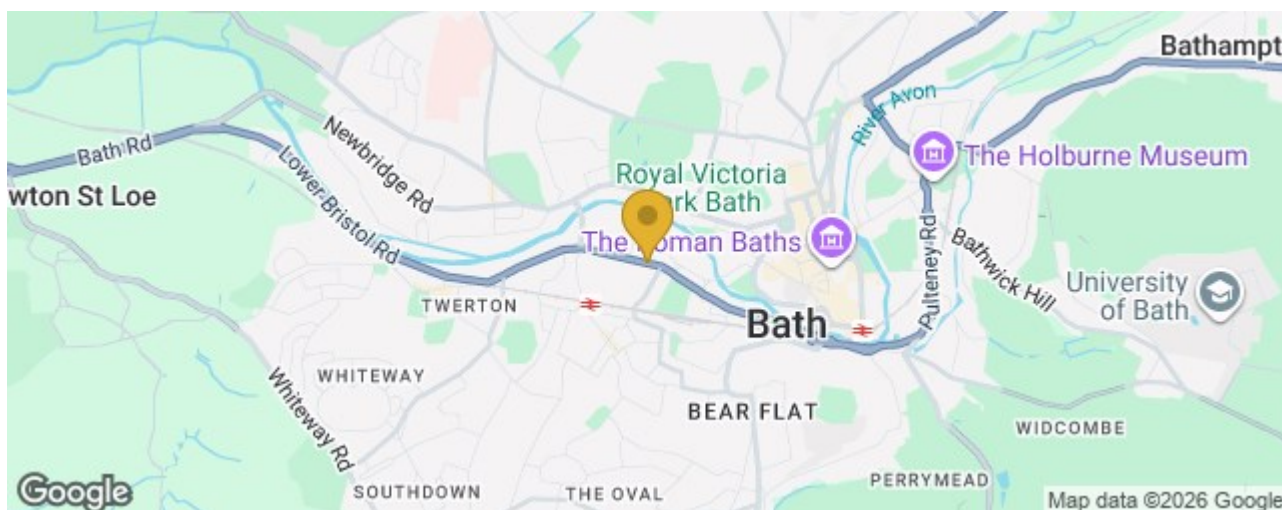 Bathampt
River Avon
Newbridge Rd
Bath Rd
The Holburne Museum
Royal Victoria
rk Bath
wton St Loe
Lower Bristol Rd
The Roman Baths
Pulteney Rd
Bathwick Hill
University
of Bath
TWERTON
Bath
WHITEWAY
Whiteway Rd
BEAR FLAT
WIDCOMBE
PERRYMEAD
Google
SOUTHDOWN
THE OVAL
Map data ©2026 Google